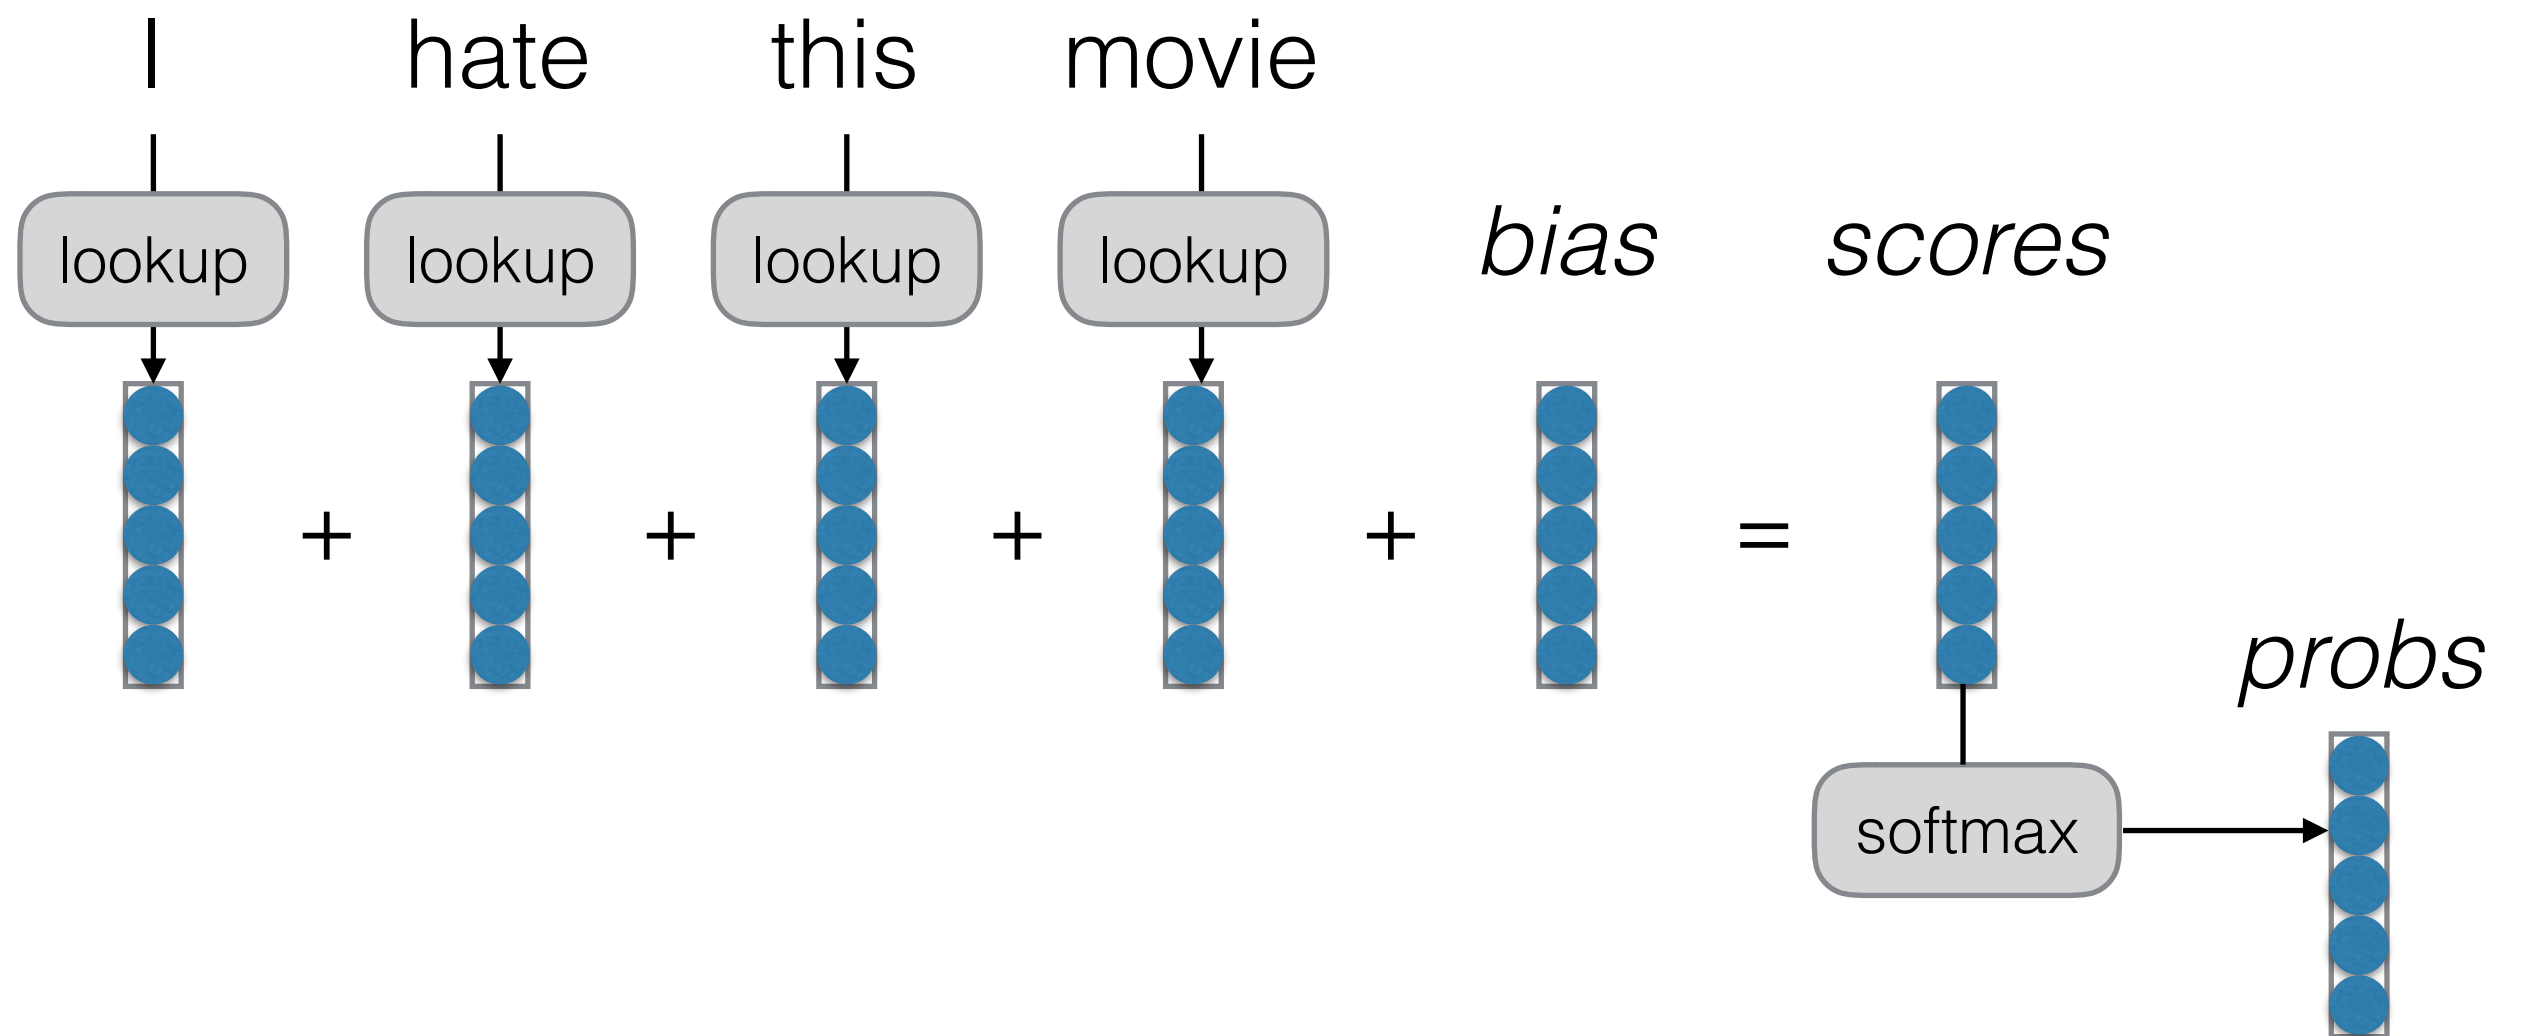 I hate this movie
lookup lookup lookup lookup bias scores
+ + + + =
probs
softmax